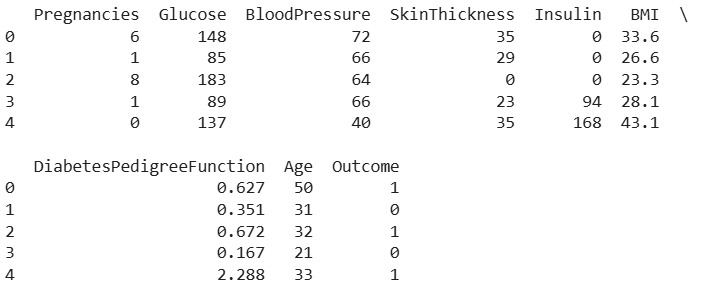 Pregnancies Glucose BloodPressure SkinThickness Insulin BMI \
0 6 148 72 35 0 33.6
1 1 85 66 29 0 26.6
2 8 183 64 0 0 23.3
3 1 89 66 23 94 28.1
4 0 137 40 35 168 43.1
DiabetesPedigreeFunction Age Outcome
0 0.627 50 1
1 0.351 31 0
2 0.672 32 1
3 0.167 21 0
4 2.288 33 1